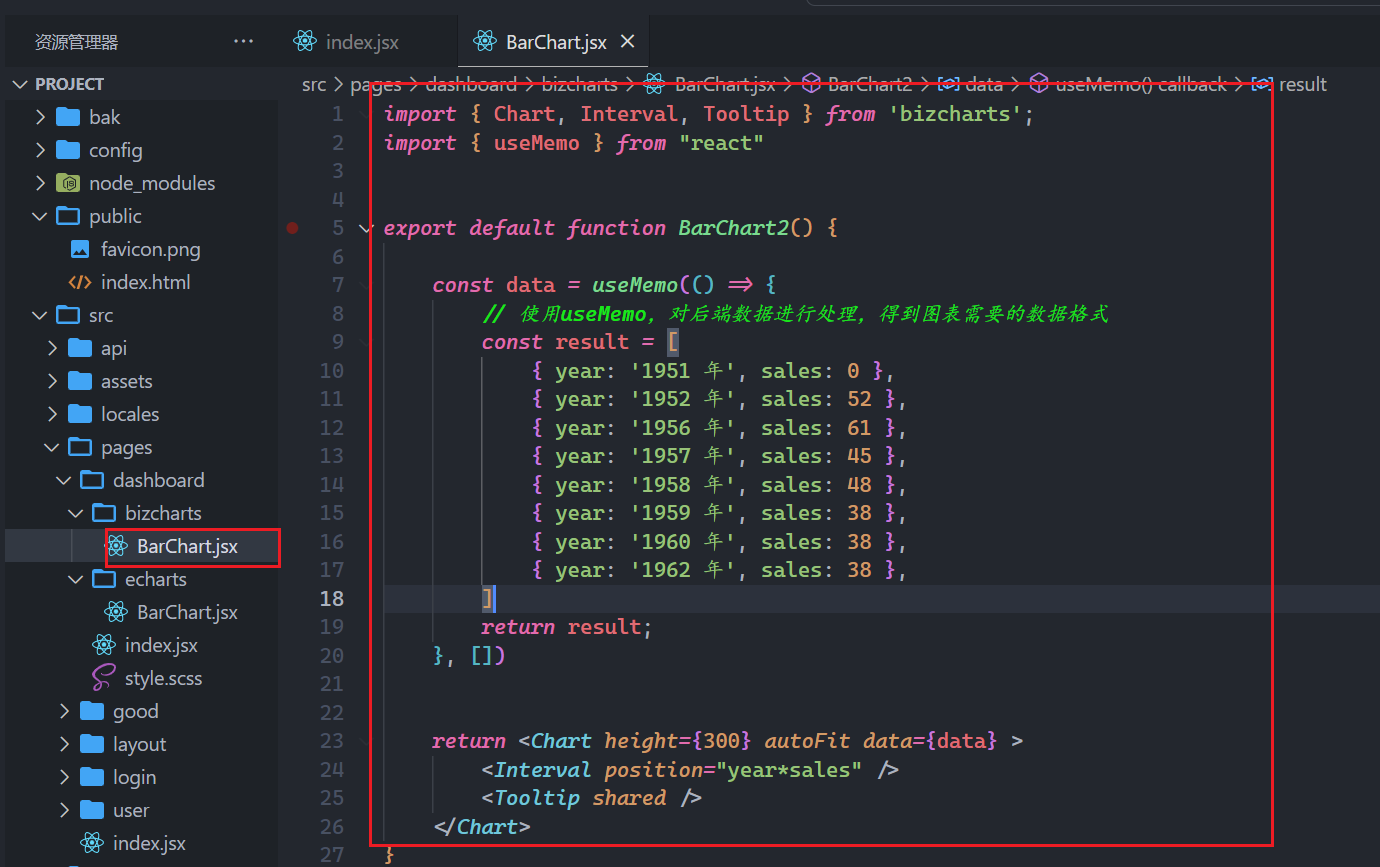 资源管理器 ···
index.jsx
BarChart.jsx
PROJECT
bak
config
node_modules
public
favicon.png
index.html
src
api
assets
locales
pages
dashboard
bizcharts
BarChart.jsx
echarts
BarChart.jsx
index.jsx
style.scss
good
layout
login
user
index.jsx
src > pages > dashboard > bizcharts > BarChart.jsx > BarChart2 > data > useMemo() callback > result
1 import { Chart, Interval, Tooltip } from 'bizcharts';
2 import { useMemo } from "react"
3
4
5 export default function BarChart2() {
6
7 const data = useMemo(() => {
8 // 使用useMemo，对后端数据进行处理，得到图表需要的数据格式
9 const result = [
10 { year: '1951 年', sales: 0 },
11 { year: '1952 年', sales: 52 },
12 { year: '1956 年', sales: 61 },
13 { year: '1957 年', sales: 45 },
14 { year: '1958 年', sales: 48 },
15 { year: '1959 年', sales: 38 },
16 { year: '1960 年', sales: 38 },
17 { year: '1962 年', sales: 38 },
18 ]
19 return result;
20 }, [])
21
22
23 return <Chart height={300} autoFit data={data} >
24 <Interval position="year*sales" />
25 <Tooltip shared />
26 </Chart>
27 }